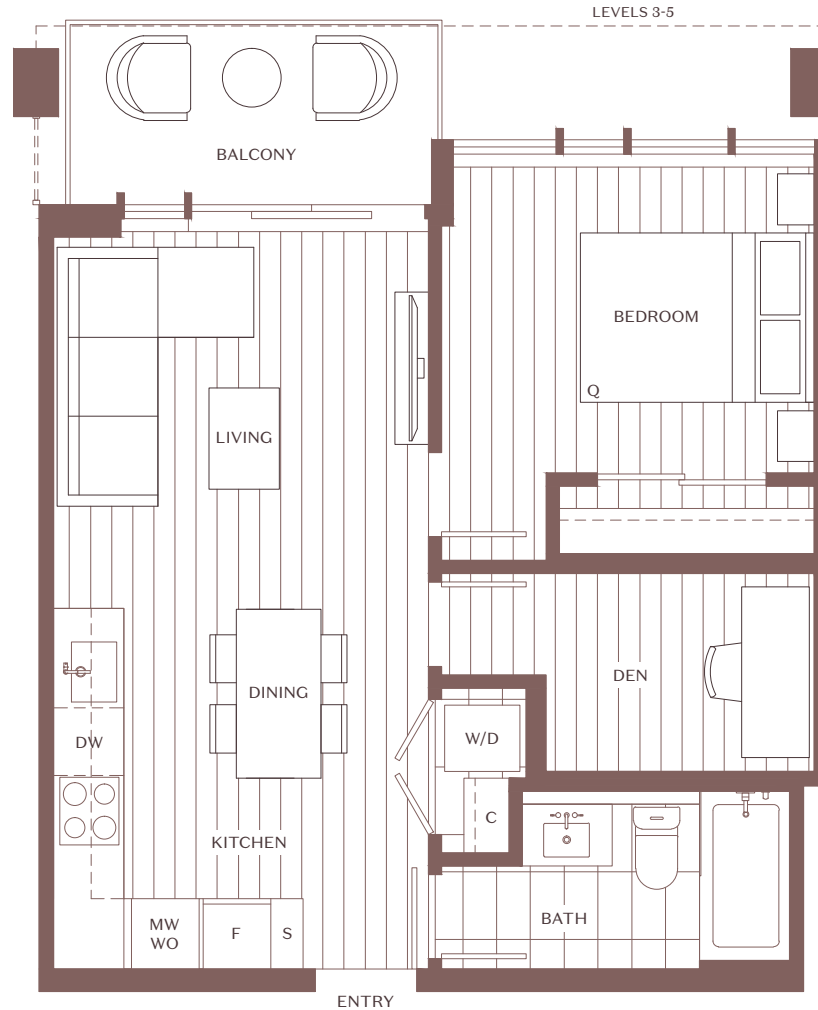 LEVELS 3-5
BALCONY
BEDROOM
Q
LIVING
DINING
DEN
W/D
DW
C
KITCHEN
MW
WO
F
S
BATH
ENTRY